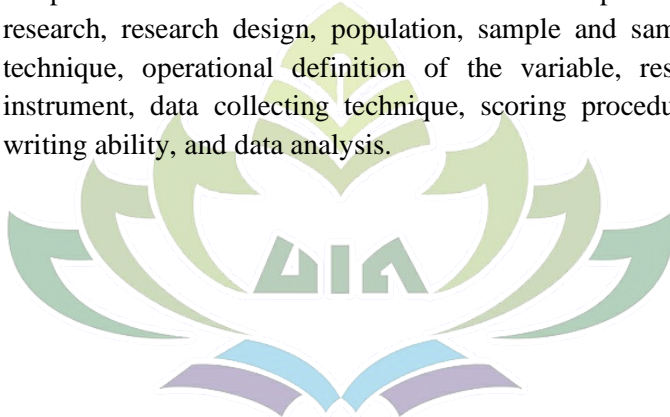 research, research design, population, sample and sam
technique, operational definition of the variable, res
instrument, data collecting technique, scoring procedu
writing ability, and data analysis.
UIN